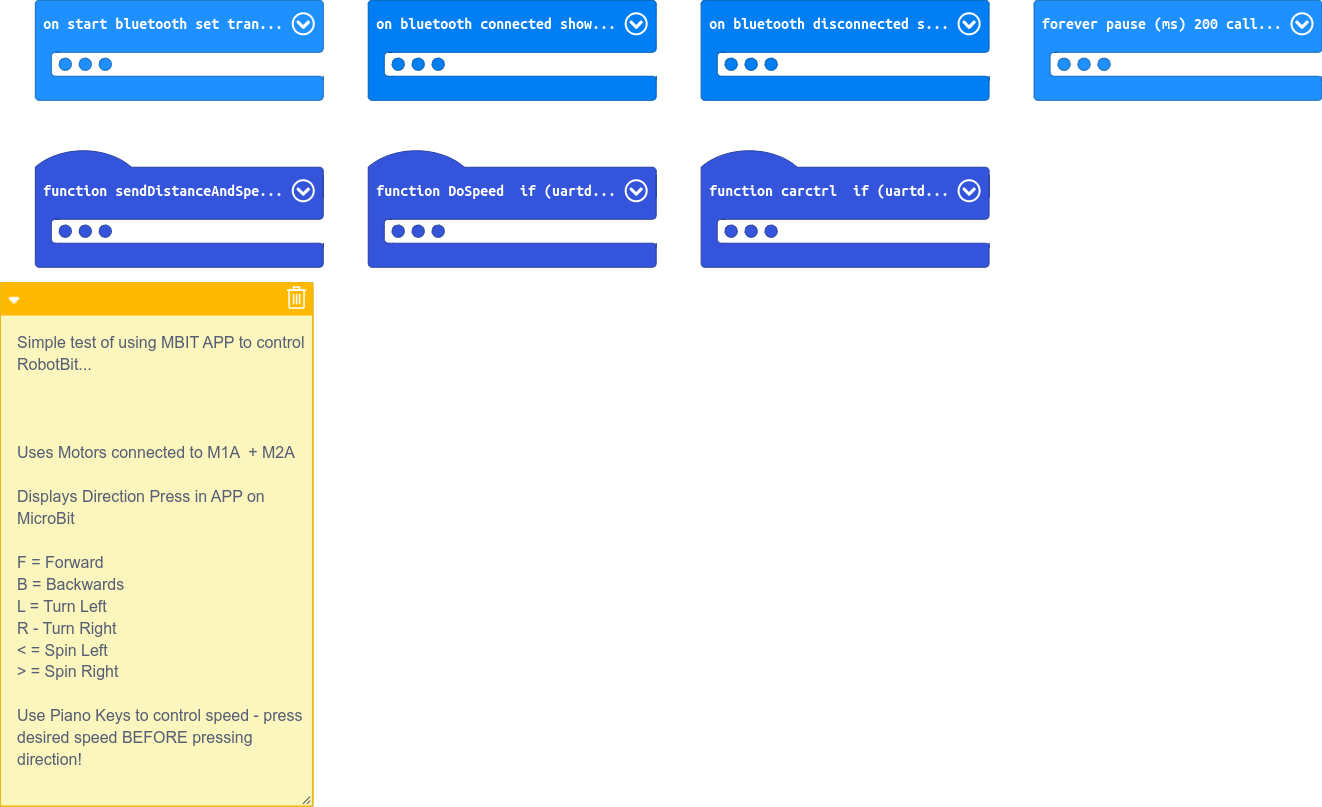 on start bluetooth set tran...
on bluetooth connected show...
on bluetooth disconnected s...
forever pause (ms) 200 call...
function sendDistanceAndSpe...
function DoSpeed  if (uartd...
function carctrl  if (uartd...
Simple test of using MBIT APP to control
RobotBit...
Uses Motors connected to M1A  + M2A
Displays Direction Press in APP on
MicroBit
F = Forward
B = Backwards
L = Turn Left
R - Turn Right
< = Spin Left
> = Spin Right
Use Piano Keys to control speed - press
desired speed BEFORE pressing
direction!